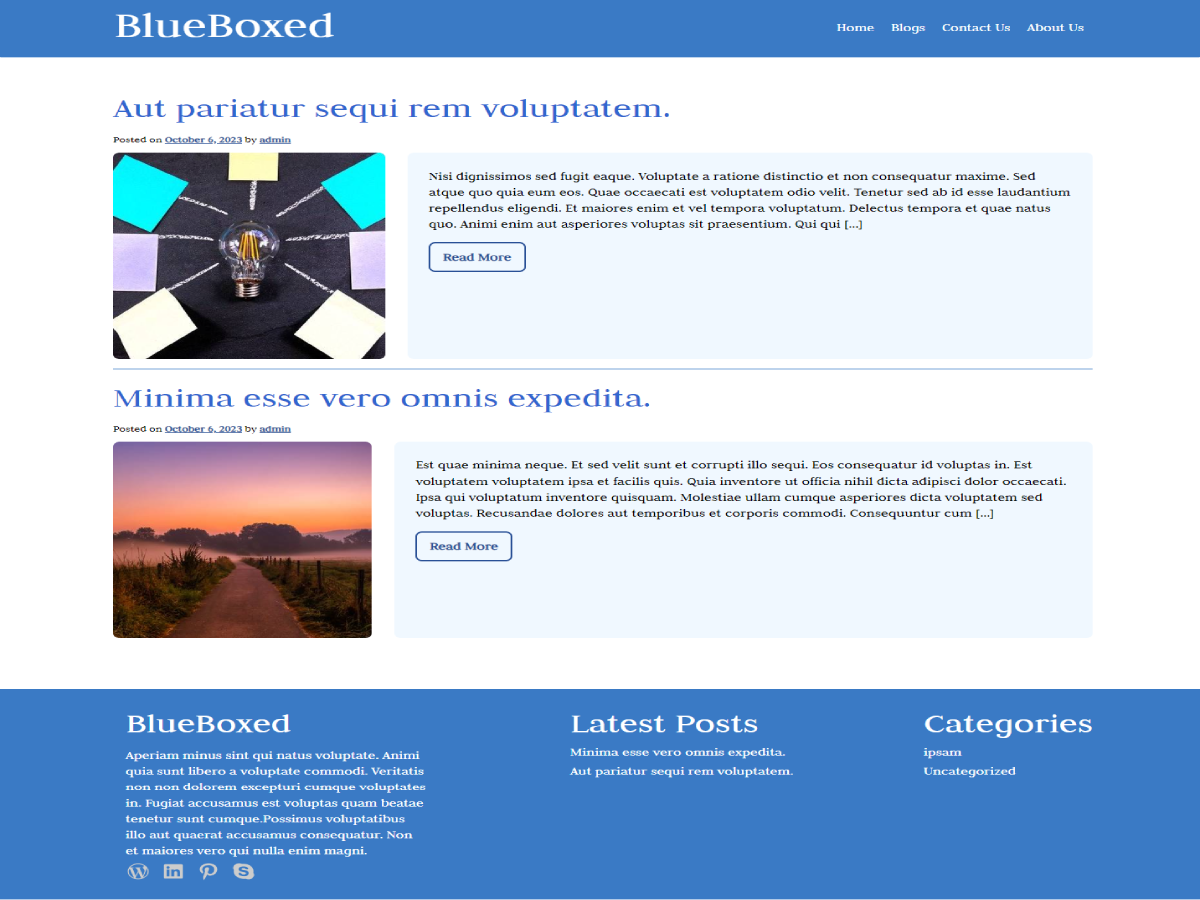 BlueBoxed
Home Blogs Contact Us About Us
Aut pariatur sequi rem voluptatem.
Posted on October 6, 2023 by admin
Nisi dignissimos sed fugit eaque. Voluptate a ratione distinctio et non consequatur maxime. Sed
atque quo quia eum eos. Quae occaecati est voluptatem odio velit. Tenetur sed ab id esse laudantium
repellendus eligendi. Et maiores enim et vel tempora voluptatum. Delectus tempora et quae natus
quo. Animi enim aut asperiores voluptas sit praesentium. Qui qui […]
Read More
Minima esse vero omnis expedita.
Posted on October 6, 2023 by admin
Est quae minima neque. Et sed velit sunt et corrupti illo sequi. Eos consequatur id voluptas in. Est
voluptatem voluptatem ipsa et facilis quis. Quia inventore ut officia nihil dicta adipisci dolor occaecati.
Ipsa qui voluptatum inventore quisquam. Molestiae ullam cumque asperiores dicta voluptatem sed
voluptas. Recusandae dolores aut temporibus et corporis commodi. Consequuntur cum […]
Read More
BlueBoxed
Aperiam minus sint qui natus voluptate. Animi
quia sunt libero a voluptate commodi. Veritatis
non non dolorem excepturi cumque voluptates
in. Fugiat accusamus est voluptas quam beatae
tenetur sunt cumque.Possimus voluptatibus
illo aut quaerat accusamus consequatur. Non
et maiores vero qui nulla enim magni.
Latest Posts
Minima esse vero omnis expedita.
Aut pariatur sequi rem voluptatem.
Categories
ipsam
Uncategorized